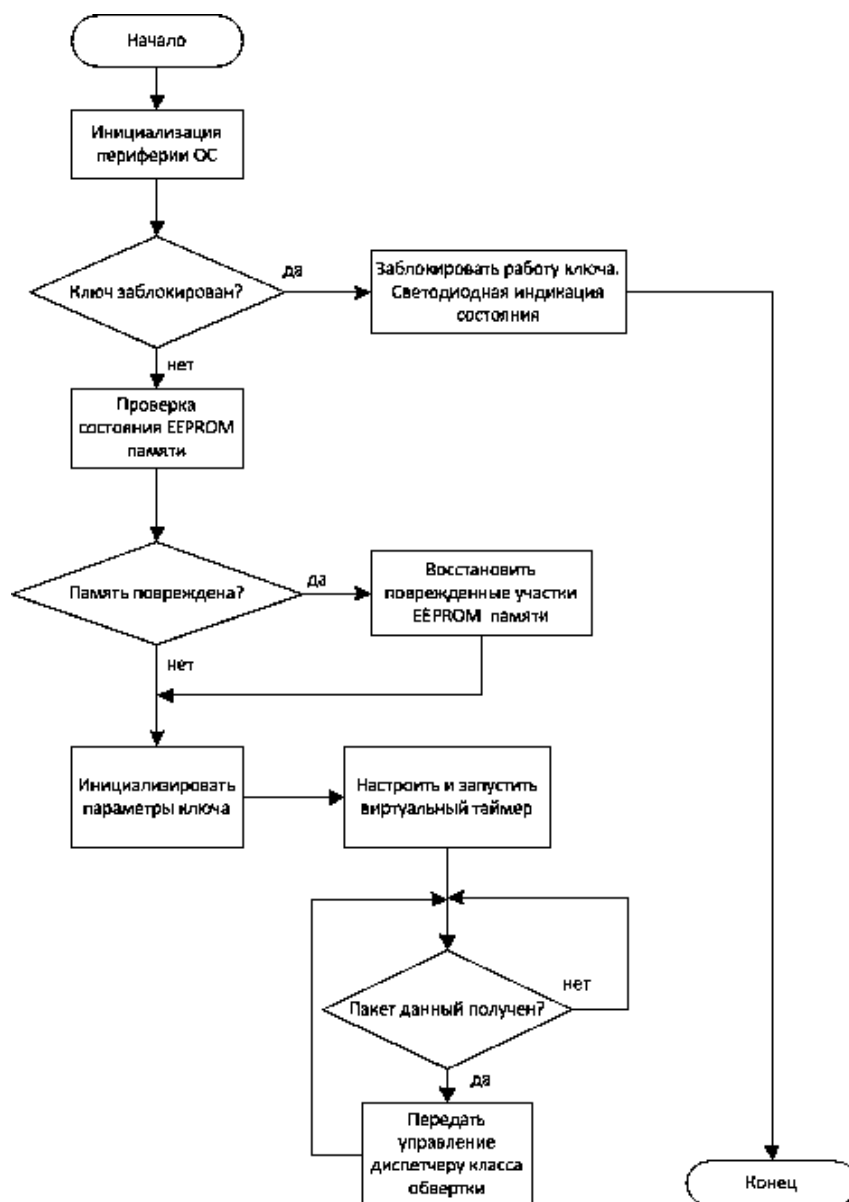 Начало
Инициализация
периферии ОС
Ключ заблокирован?
да
Заблокировать работу ключа.
Светодиодная индикация
состояния
нет
Проверка
состояния EEPROM
памяти
Память повреждена?
да
Восстановить
поврежденные участки
EEPROM памяти
нет
Инициализировать
параметры ключа
Настроить и запустить
виртуальный таймер
Пакет данный получен?
нет
да
Передать
управление
диспетчеру класса
обвертки
Конец